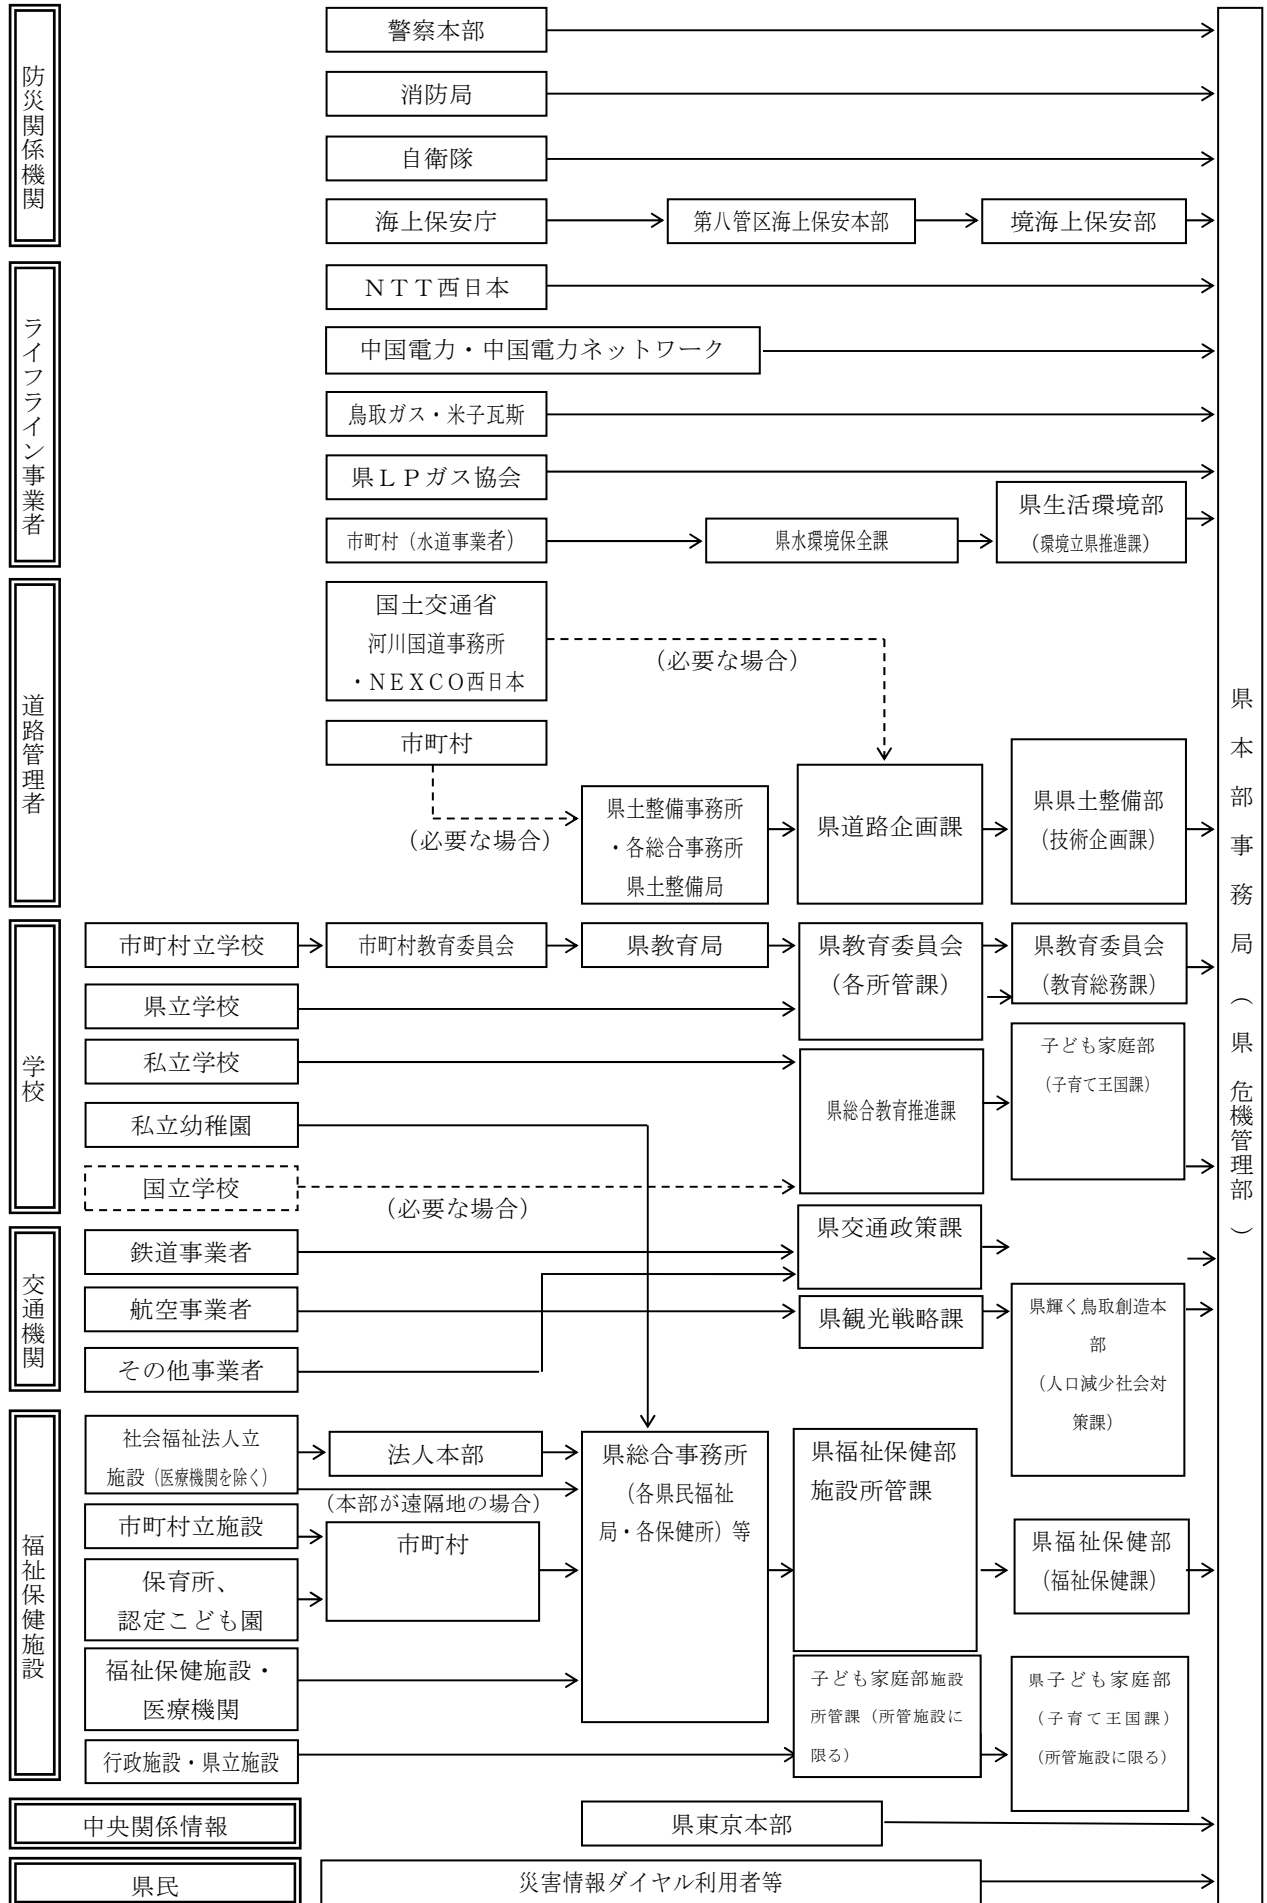 防災関係機関
警察本部
消防局
自衛隊
海上保安庁
第八管区海上保安本部
境海上保安部
ライフライン事業者
ＮＴＴ西日本
中国電力・中国電力ネットワーク
鳥取ガス・米子瓦斯
県ＬＰガス協会
市町村（水道事業者）
県水環境保全課
県生活環境部
（環境立県推進課）
道路管理者
国土交通省
河川国道事務所
・ＮＥＸＣＯ西日本
（必要な場合）
市町村
（必要な場合）
県土整備事務所
・各総合事務所
県土整備局
県道路企画課
県県土整備部
（技術企画課）
学校
市町村立学校
市町村教育委員会
県教育局
県教育委員会
（各所管課）
県教育委員会
（教育総務課）
県立学校
私立学校
私立幼稚園
国立学校
（必要な場合）
県総合教育推進課
子ども家庭部
（子育て王国課）
交通機関
鉄道事業者
航空事業者
その他事業者
県交通政策課
県観光戦略課
県輝く鳥取創造本
部
（人口減少社会対
策課）
福祉保健施設
社会福祉法人立
施設（医療機関を除く）
法人本部
（本部が遠隔地の場合）
市町村立施設
保育所、
認定こども園
市町村
福祉保健施設・
医療機関
行政施設・県立施設
県総合事務所
（各県民福祉
局・各保健所）等
県福祉保健部
施設所管課
県福祉保健部
（福祉保健課）
子ども家庭部施設
所管課（所管施設に
限る）
県子ども家庭部
（子育て王国課）
（所管施設に限る）
中央関係情報
県東京本部
県民
災害情報ダイヤル利用者等
県本部事務局（県危機管理部）